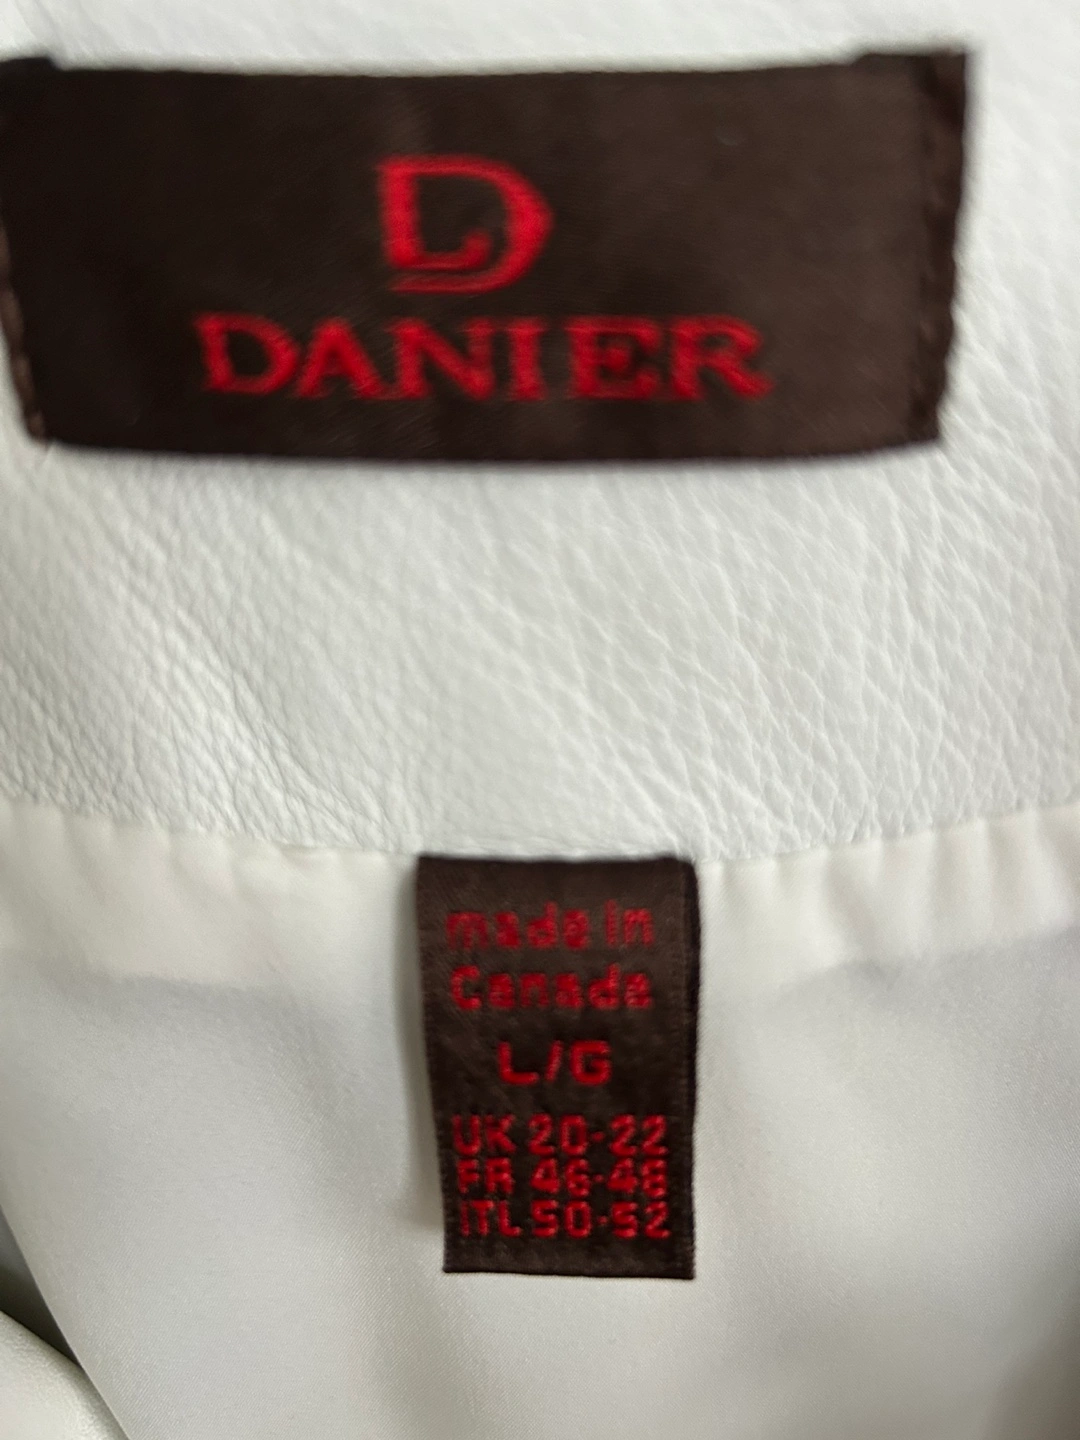 D
DANIER
made in
Canada
L/G
UK 20-22
FR 46-48
ITL 50-52